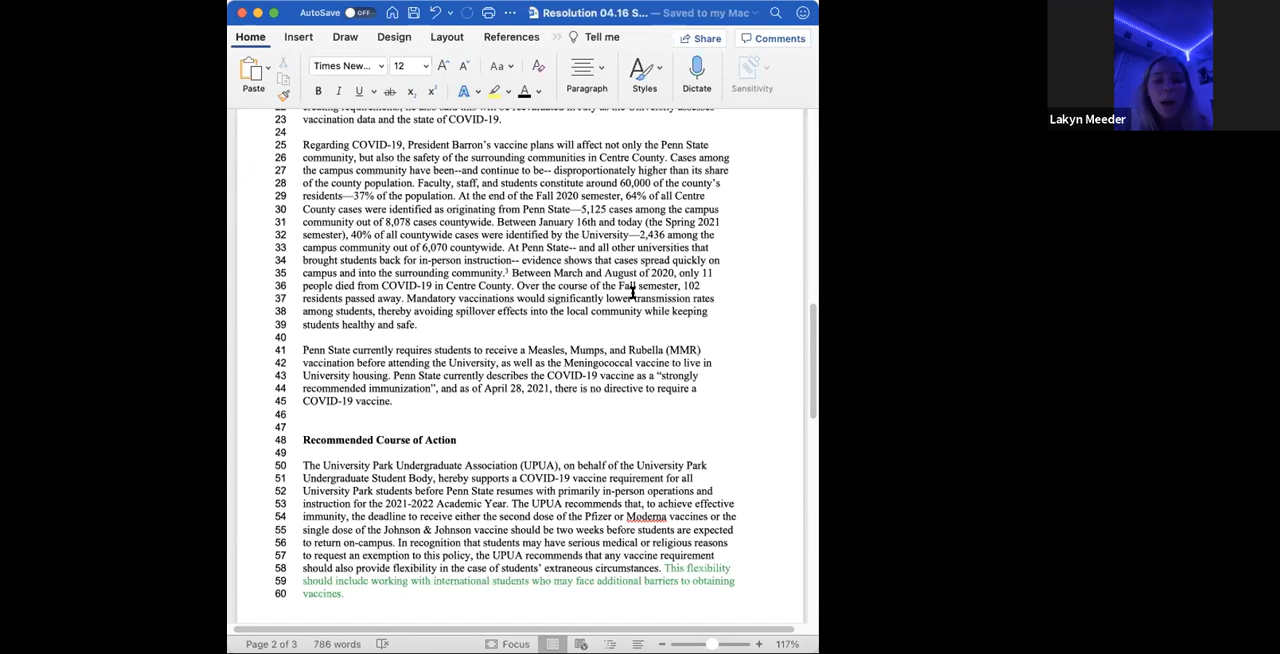 AutoSave OFF Resolution 04.16 S... — Saved to my Mac
Home Insert Draw Design Layout References Tell me Share Comments
Times New... 12 Aa
Paste B I U ab x₂ x² A A Paragraph Styles Dictate Sensitivity
Lakyn Meeder
23 vaccination data and the state of COVID-19.
24
25 Regarding COVID-19, President Barron's vaccine plans will affect not only the Penn State
26 community, but also the safety of the surrounding communities in Centre County. Cases among
27 the campus community have been--and continue to be-- disproportionately higher than its share
28 of the county population. Faculty, staff, and students constitute around 60,000 of the county's
29 residents—37% of the population. At the end of the Fall 2020 semester, 64% of all Centre
30 County cases were identified as originating from Penn State—5,125 cases among the campus
31 community out of 8,078 cases countywide. Between January 16th and today (the Spring 2021
32 semester), 40% of all countywide cases were identified by the University—2,436 among the
33 campus community out of 6,070 countywide. At Penn State-- and all other universities that
34 brought students back for in-person instruction-- evidence shows that cases spread quickly on
35 campus and into the surrounding community.³ Between March and August of 2020, only 11
36 people died from COVID-19 in Centre County. Over the course of the Fall semester, 102
37 residents passed away. Mandatory vaccinations would significantly lower transmission rates
38 among students, thereby avoiding spillover effects into the local community while keeping
39 students healthy and safe.
40
41 Penn State currently requires students to receive a Measles, Mumps, and Rubella (MMR)
42 vaccination before attending the University, as well as the Meningococcal vaccine to live in
43 University housing. Penn State currently describes the COVID-19 vaccine as a “strongly
44 recommended immunization”, and as of April 28, 2021, there is no directive to require a
45 COVID-19 vaccine.
46
47
48 Recommended Course of Action
49
50 The University Park Undergraduate Association (UPUA), on behalf of the University Park
51 Undergraduate Student Body, hereby supports a COVID-19 vaccine requirement for all
52 University Park students before Penn State resumes with primarily in-person operations and
53 instruction for the 2021-2022 Academic Year. The UPUA recommends that, to achieve effective
54 immunity, the deadline to receive either the second dose of the Pfizer or Moderna vaccines or the
55 single dose of the Johnson & Johnson vaccine should be two weeks before students are expected
56 to return on-campus. In recognition that students may have serious medical or religious reasons
57 to request an exemption to this policy, the UPUA recommends that any vaccine requirement
58 should also provide flexibility in the case of students' extraneous circumstances. This flexibility
59 should include working with international students who may face additional barriers to obtaining
60 vaccines.
Page 2 of 3 786 words Focus 117%